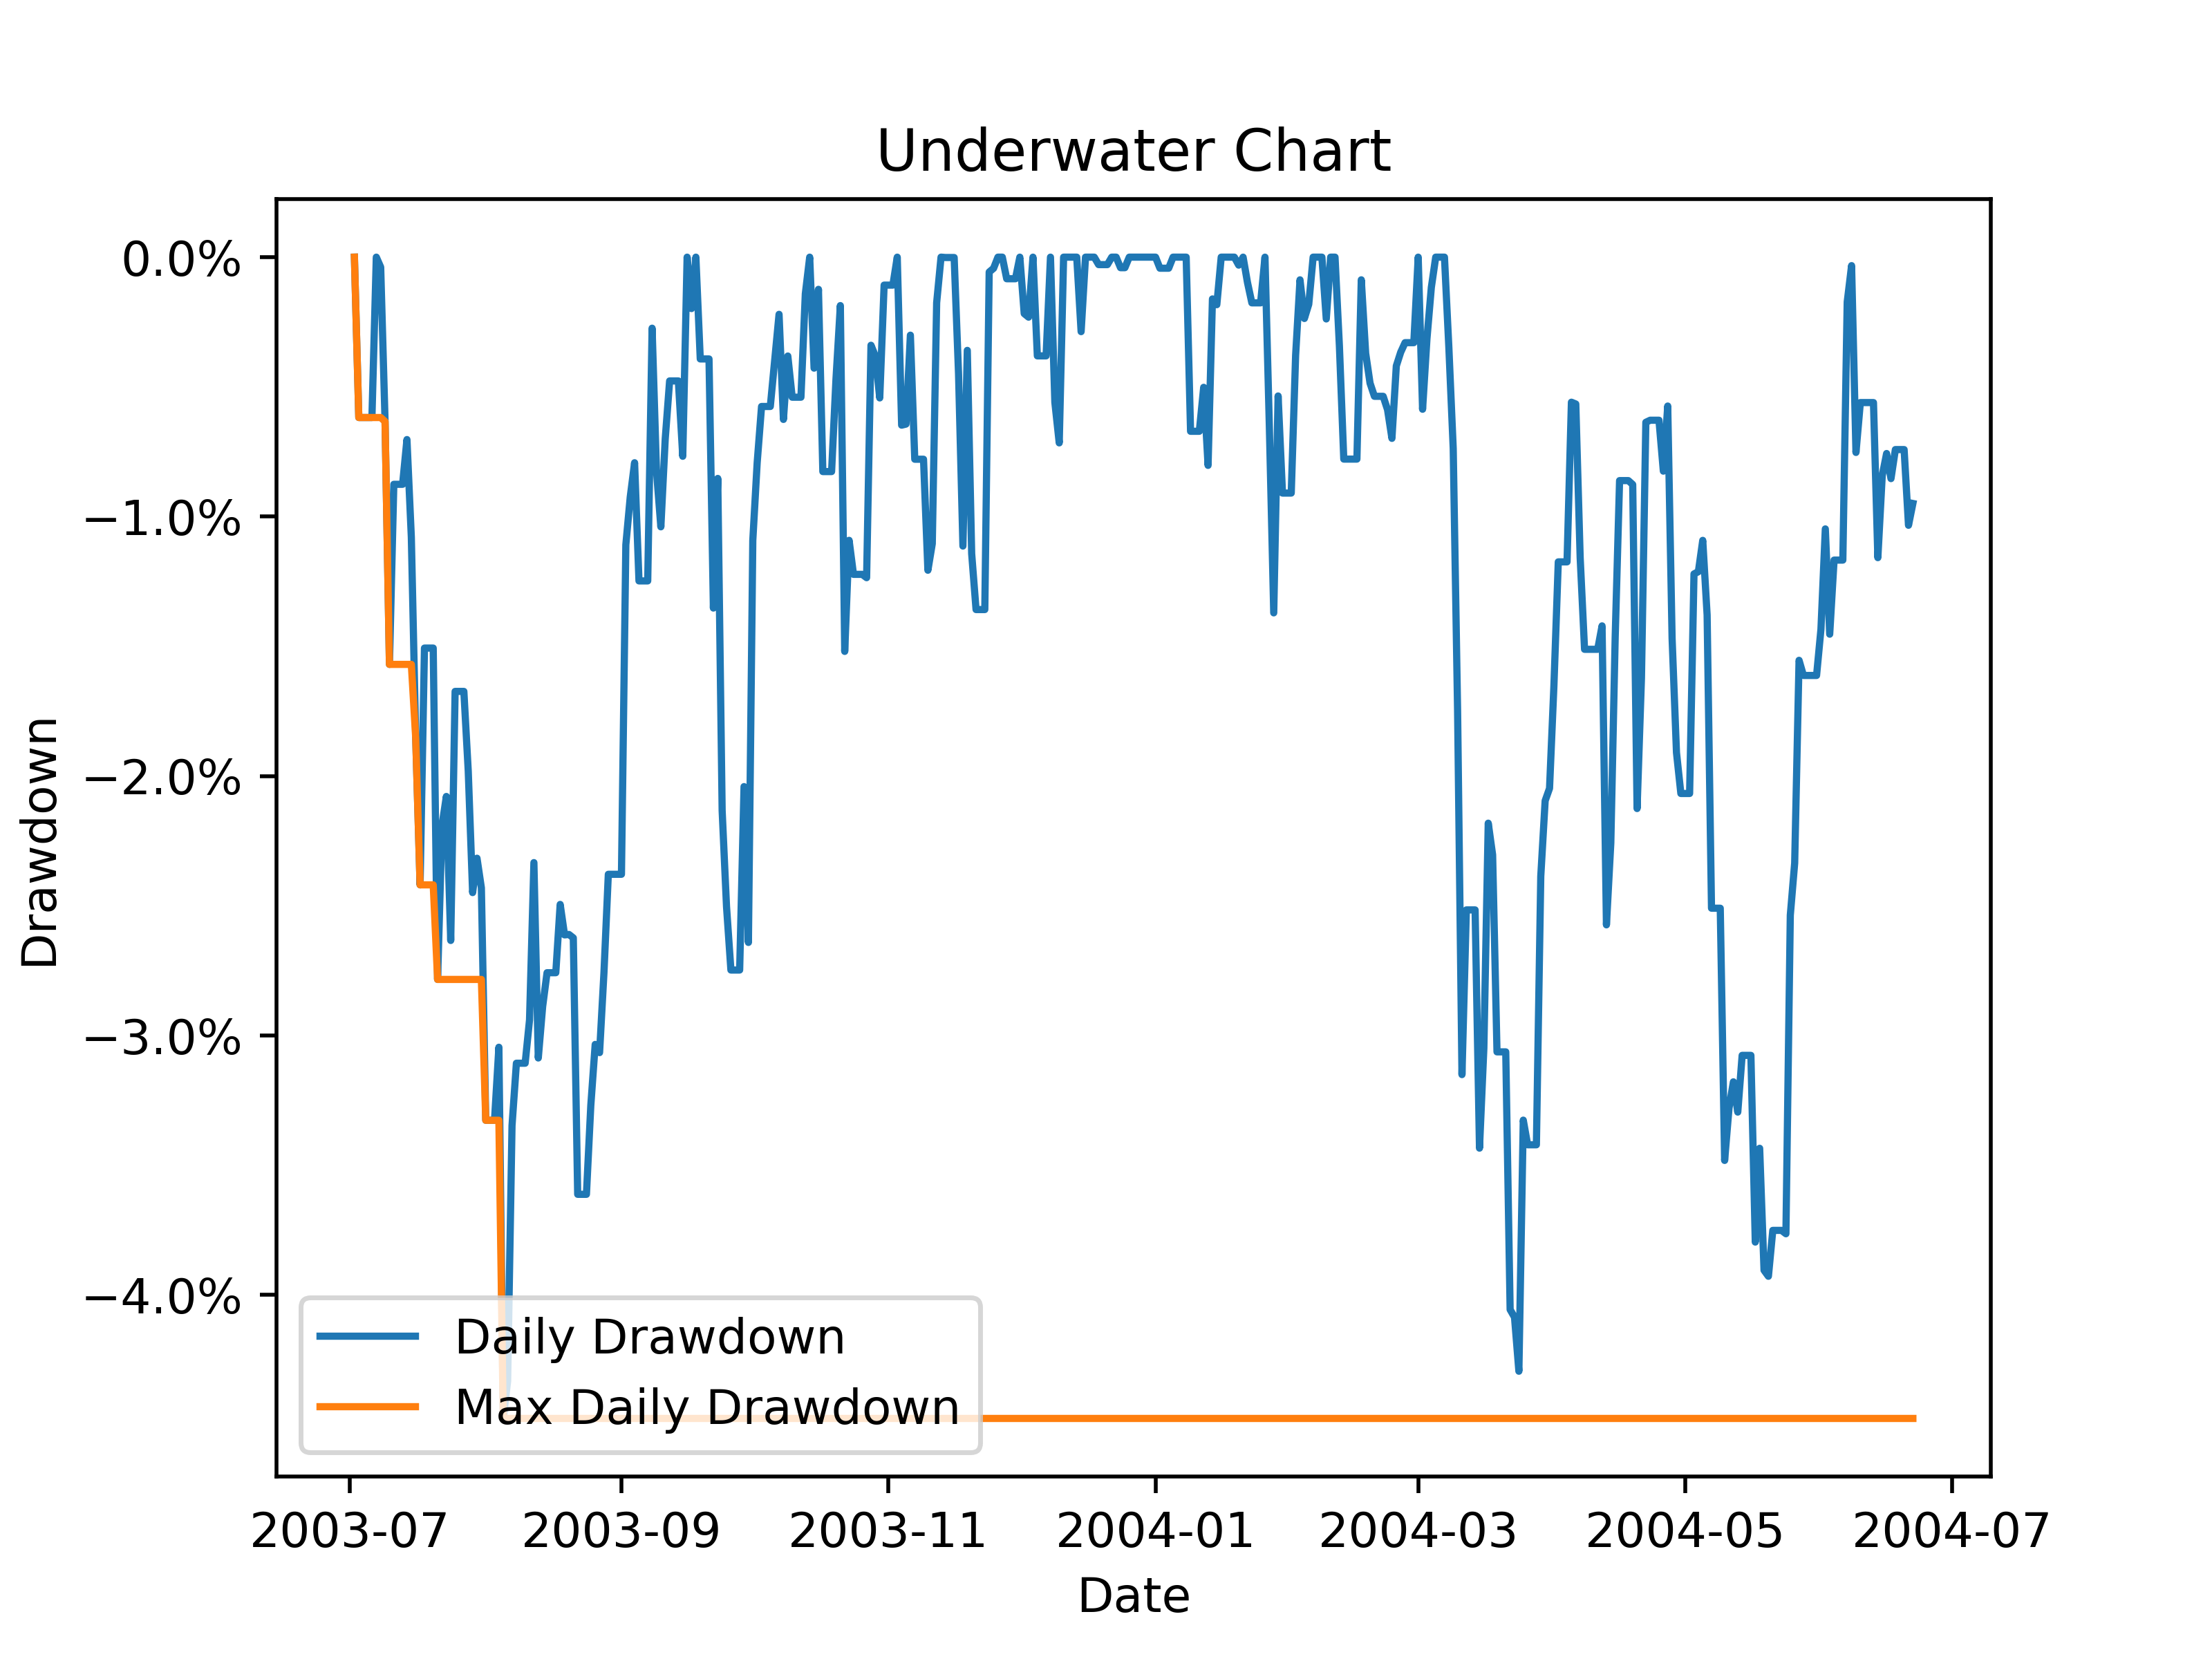 Underwater Chart
0.0%
−1.0%
−2.0%
−3.0%
−4.0%
Drawdown
Daily Drawdown
Max Daily Drawdown
2003-07 2003-09 2003-11 2004-01 2004-03 2004-05 2004-07
Date